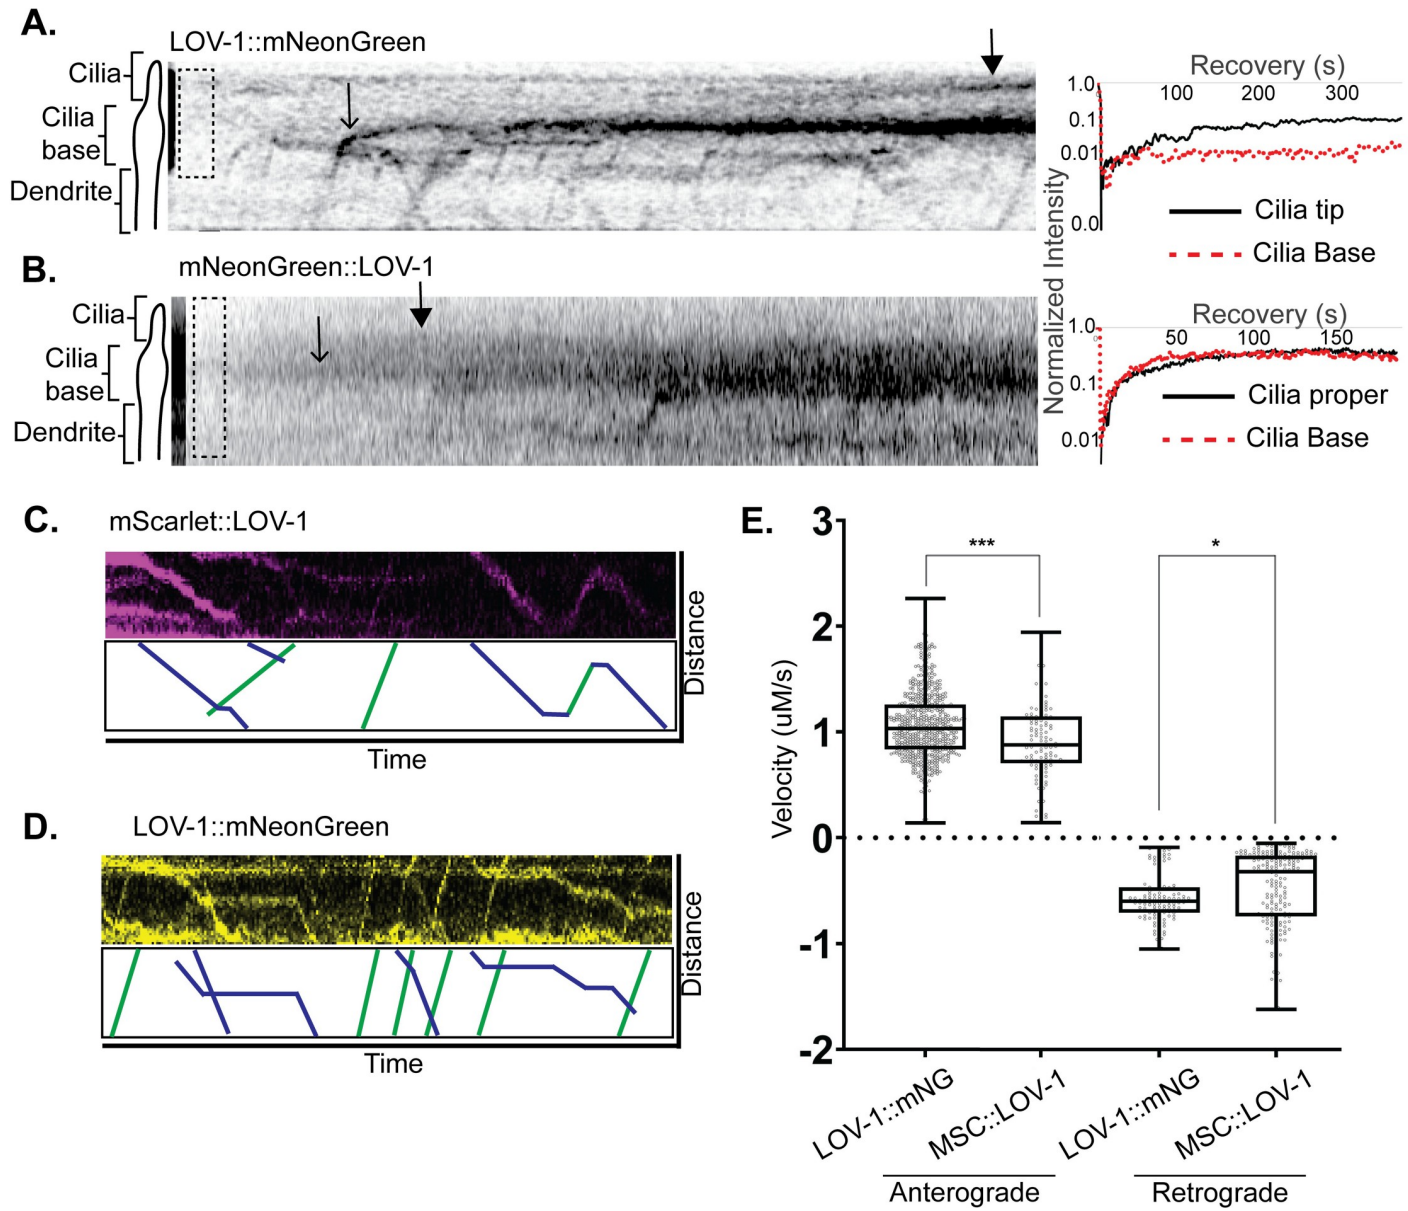 A.
LOV-1::mNeonGreen
Cilia
Cilia
base
Dendrite
Recovery (s)
100 200 300
1.0
0.1
0.01
0.0
Cilia tip
Cilia Base
Normalized Intensity
B.
mNeonGreen::LOV-1
Cilia
Cilia
base
Dendrite
Recovery (s)
50 100 150
1.0
0.1
0.01
Cilia proper
Cilia Base
C.
mScarlet::LOV-1
Distance
Time
D.
LOV-1::mNeonGreen
Distance
Time
E.
Velocity (uM/s)
3
2
1
0
-1
-2
***
*
LOV-1::mNG
MSC::LOV-1
LOV-1::mNG
MSC::LOV-1
Anterograde
Retrograde